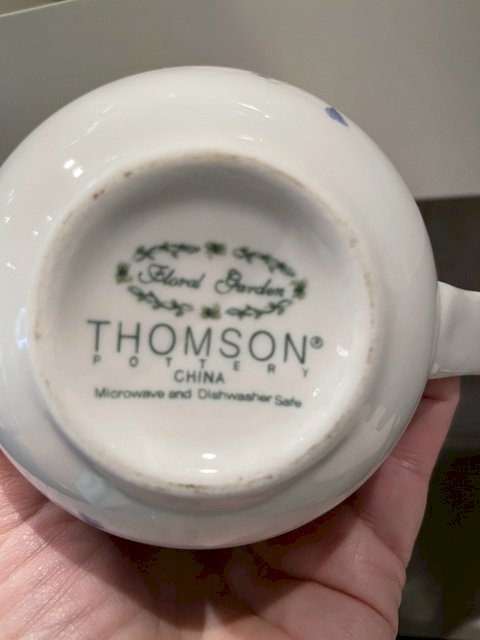 Floral Garden
THOMSON®
POTTERY
CHINA
Microwave and Dishwasher Safe